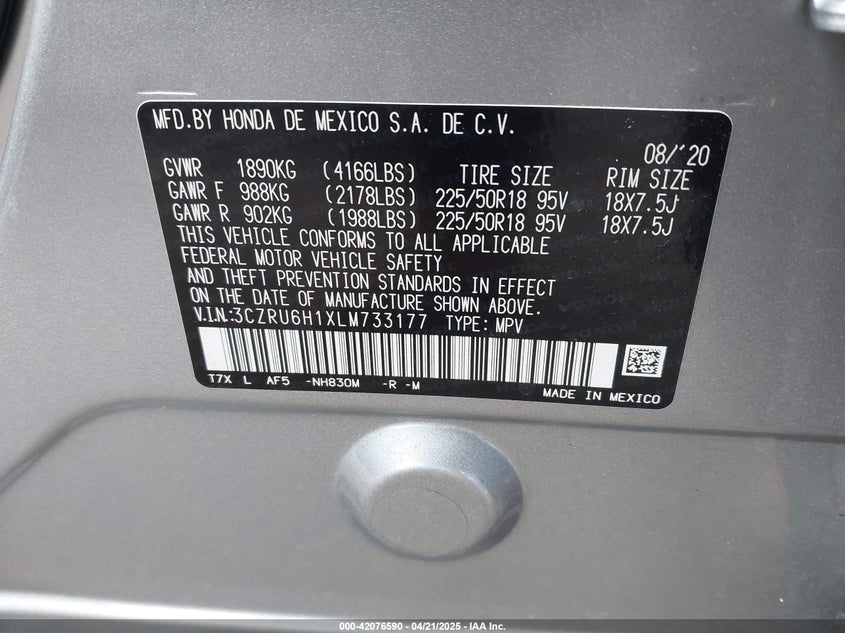 MFD.BY HONDA DE MEXICO S.A. DE C.V.
08/'20
GVWR 1890KG (4166LBS) TIRE SIZE RIM SIZE
GAWR F 988KG (2178LBS) 225/50R18 95V 18X7.5J
GAWR R 902KG (1988LBS) 225/50R18 95V 18X7.5J
THIS VEHICLE CONFORMS TO ALL APPLICABLE
FEDERAL MOTOR VEHICLE SAFETY
AND THEFT PREVENTION STANDARDS IN EFFECT
ON THE DATE OF MANUFACTURE SHOWN ABOVE.
V.I.N.:3CZRU6H1XLM733177 TYPE: MPV
T7X L AF5 -NH830M -R -M
MADE IN MEXICO
000-42076590 - 04/21/2025 - IAA Inc.